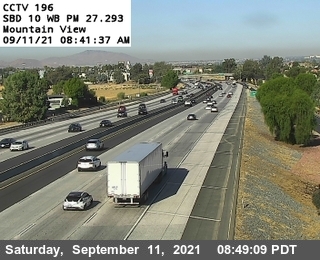 CCTV 196
SBD 10 WB PM 27.293
Mountain View
09/11/21 08:41:37 AM
Saturday, September 11, 2021 08:49:09 PDT